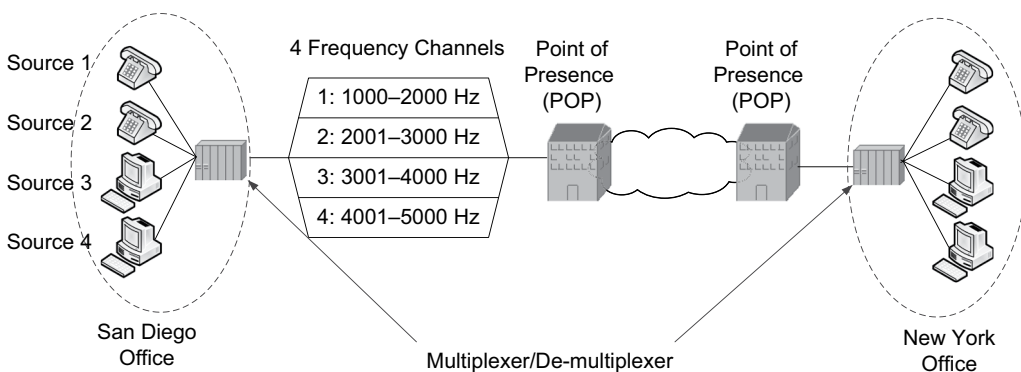 Source 1
Source 2
Source 3
Source 4
San Diego
Office
4 Frequency Channels
1: 1000–2000 Hz
2: 2001–3000 Hz
3: 3001–4000 Hz
4: 4001–5000 Hz
Point of
Presence
(POP)
Point of
Presence
(POP)
Multiplexer/De-multiplexer
New York
Office